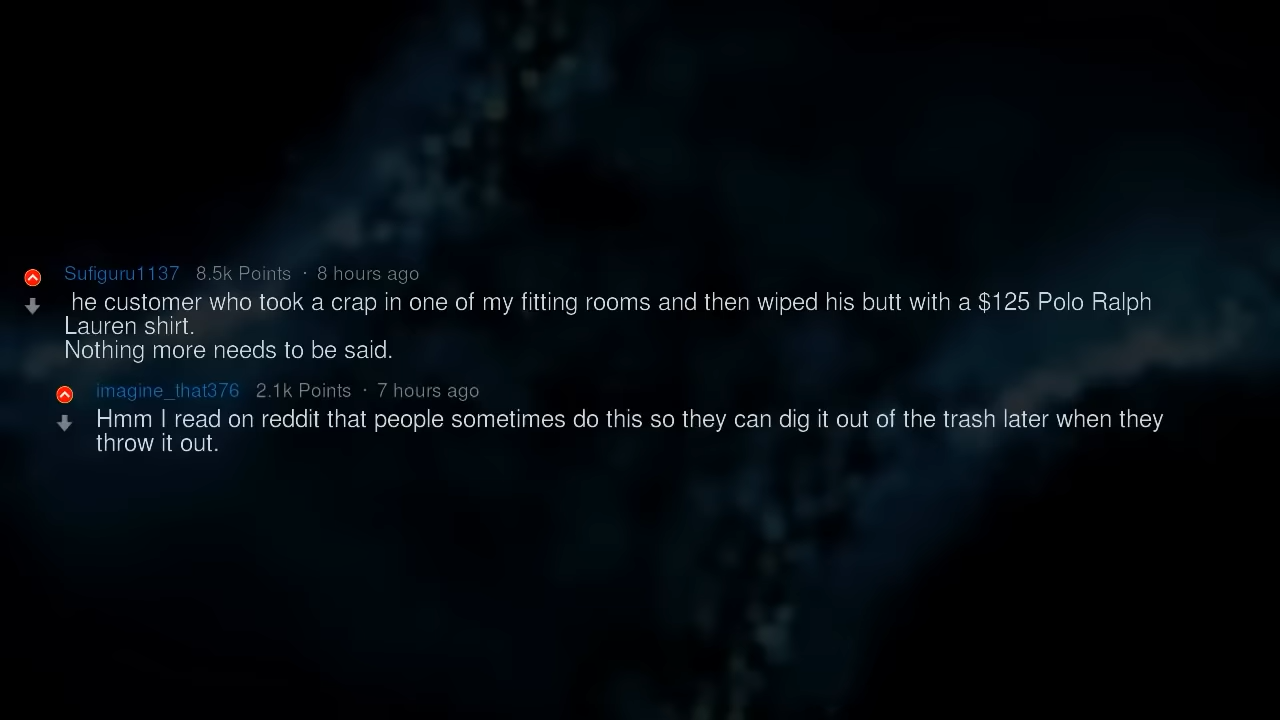 Sufiguru1137 8.5k Points · 8 hours ago
he customer who took a crap in one of my fitting rooms and then wiped his butt with a $125 Polo Ralph
Lauren shirt.
Nothing more needs to be said.
imagine_that376 2.1k Points · 7 hours ago
Hmm I read on reddit that people sometimes do this so they can dig it out of the trash later when they
throw it out.